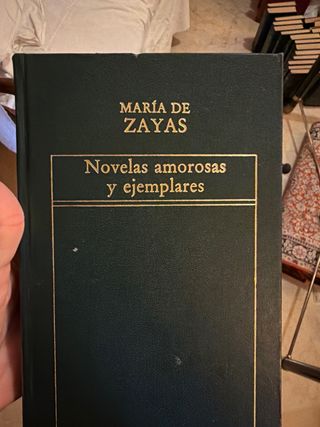 MARÍA DE
ZAYAS
Novelas amorosas
y ejemplares